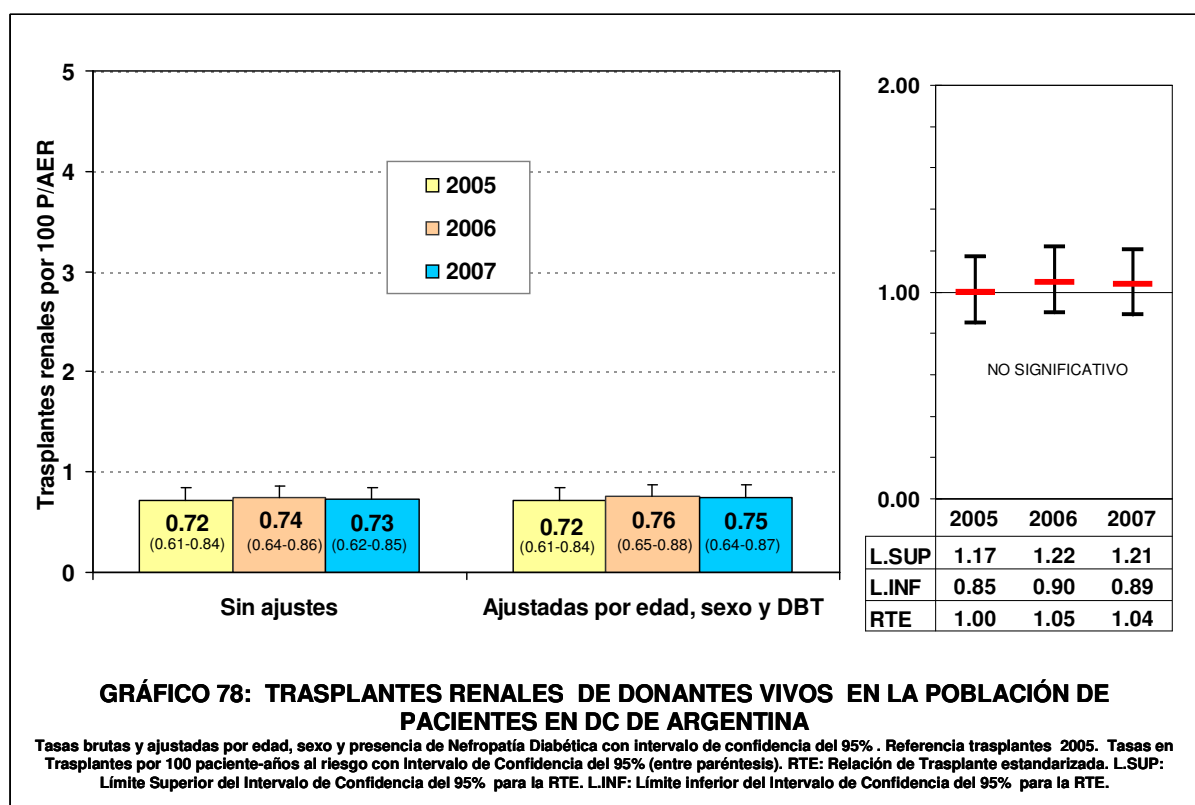 Trasplantes renales por 100 P/AER
5
4
3
2
1
0
2005
2006
2007
0.72
(0.61-0.84)
0.74
(0.64-0.86)
0.73
(0.62-0.85)
0.72
(0.61-0.84)
0.76
(0.65-0.88)
0.75
(0.64-0.87)
Sin ajustes
Ajustadas por edad, sexo y DBT
2.00
1.00
0.00
NO SIGNIFICATIVO
2005 2006 2007
L.SUP 1.17 1.22 1.21
L.INF 0.85 0.90 0.89
RTE 1.00 1.05 1.04
GRÁFICO 78: TRASPLANTES RENALES DE DONANTES VIVOS EN LA POBLACIÓN DE
PACIENTES EN DC DE ARGENTINA
Tasas brutas y ajustadas por edad, sexo y presencia de Nefropatía Diabética con intervalo de confidencia del 95% . Referencia trasplantes 2005. Tasas en
Trasplantes por 100 paciente-años al riesgo con Intervalo de Confidencia del 95% (entre paréntesis). RTE: Relación de Trasplante estandarizada. L.SUP:
Límite Superior del Intervalo de Confidencia del 95% para la RTE. L.INF: Límite inferior del Intervalo de Confidencia del 95% para la RTE.